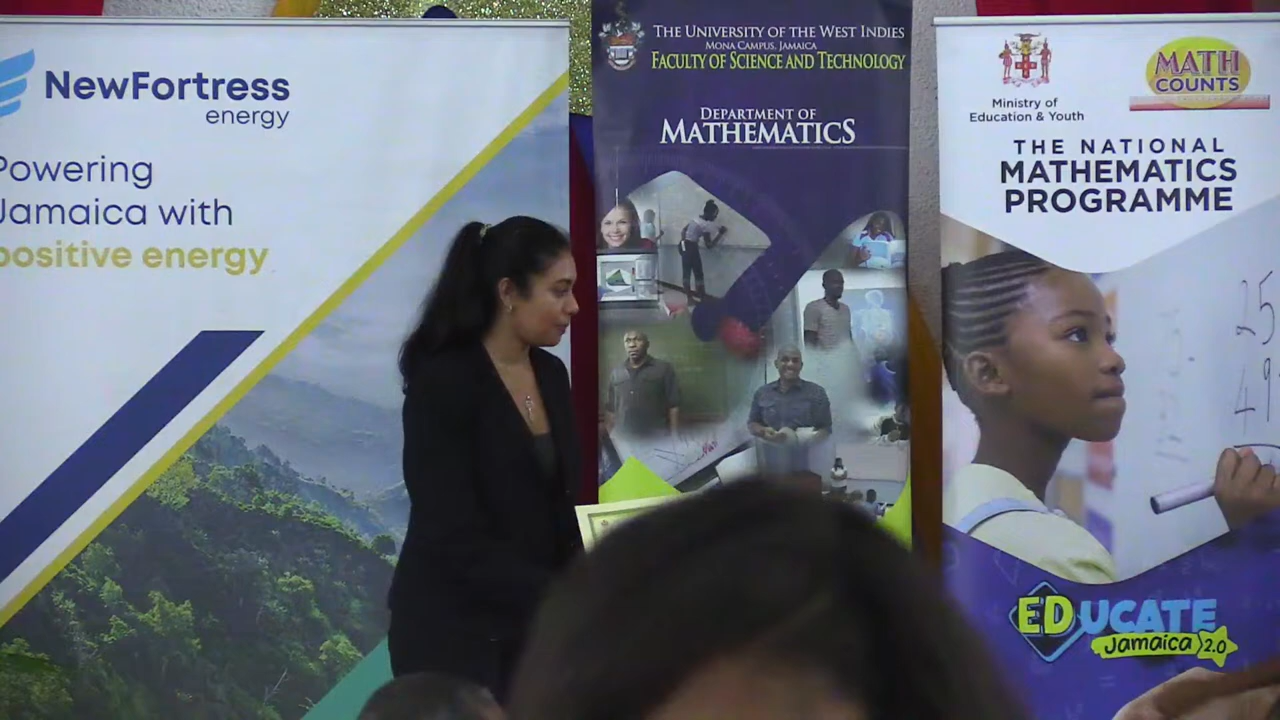 NewFortress
energy
Powering
Jamaica with
positive energy
THE UNIVERSITY OF THE WEST INDIES
MONA CAMPUS, JAMAICA
FACULTY OF SCIENCE AND TECHNOLOGY
DEPARTMENT OF
MATHEMATICS
Ministry of
Education & Youth
MATH
COUNTS
THE NATIONAL
MATHEMATICS
PROGRAMME
25
49
EDUCATE
Jamaica 2.0